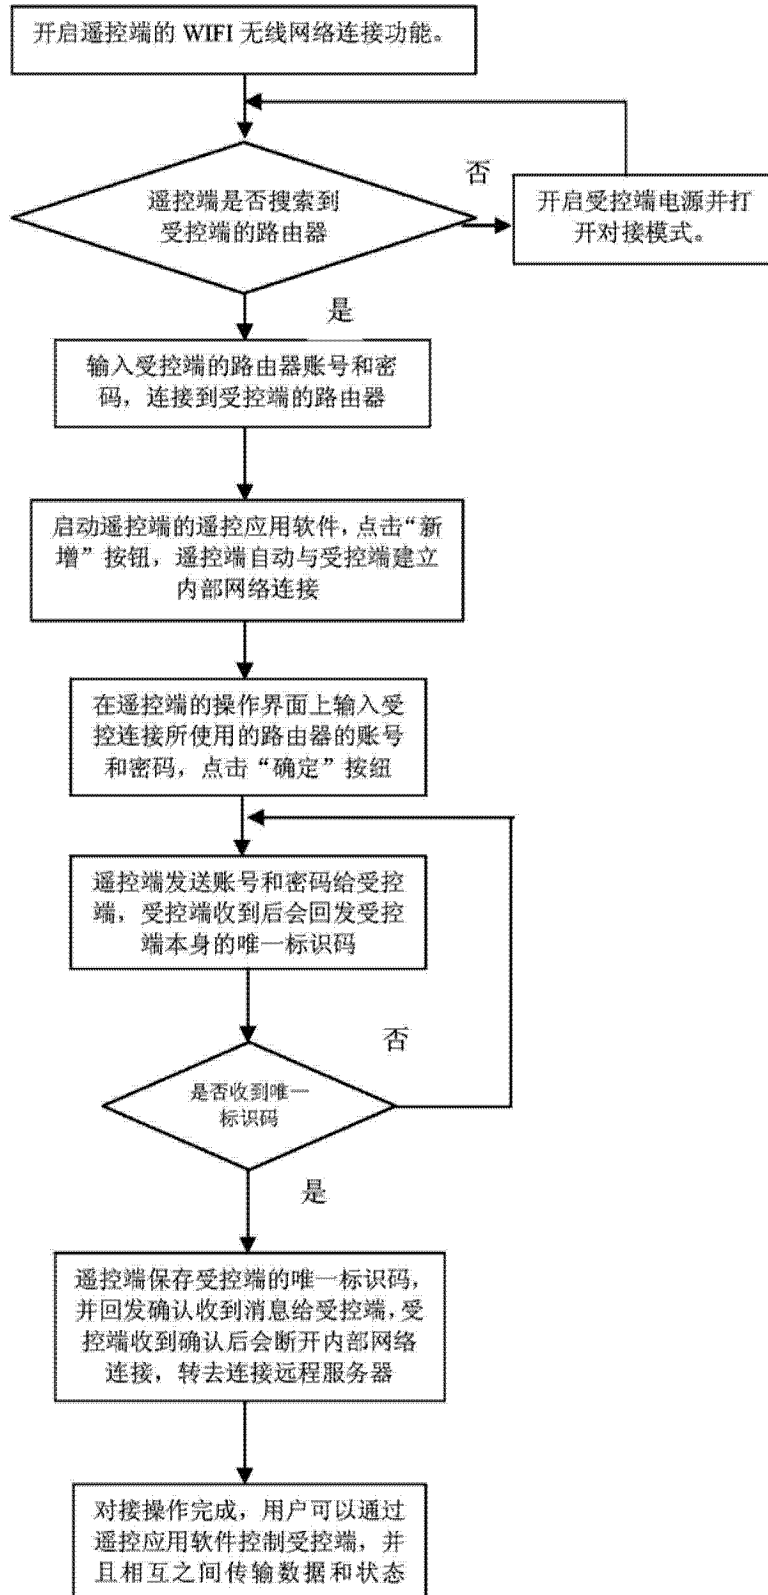 开启遥控端的 WIFI 无线网络连接功能。
否
遥控端是否搜索到
受控端的路由器
开启受控端电源并打
开对接模式。
是
输入受控端的路由器账号和密
码，连接到受控端的路由器
启动遥控端的遥控应用软件，点击“新
增”按钮，遥控端自动与受控端建立
内部网络连接
在遥控端的操作界面上输入受
控连接所使用的路由器的账号
和密码，点击“确定”按纽
遥控端发送账号和密码给受控
端，受控端收到后会回发受控
端本身的唯一标识码
否
是否收到唯一
标识码
是
遥控端保存受控端的唯一标识码，
并回发确认收到消息给受控端，受
控端收到确认后会断开内部网络
连接，转去连接远程服务器
对接操作完成，用户可以通过
遥控应用软件控制受控端，并
且相互之间传输数据和状态